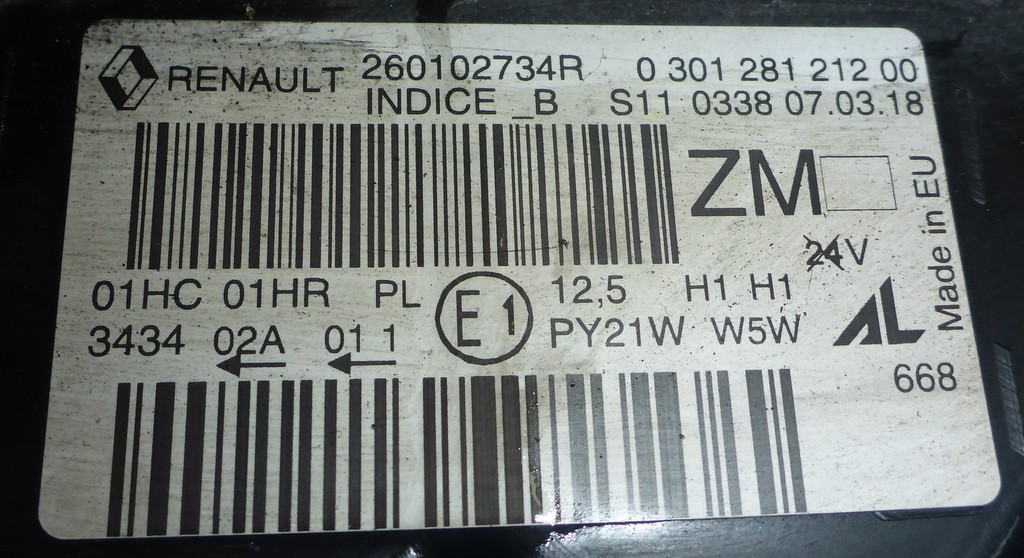 RENAULT 260102734R 0 301 281 212 00
INDICE _B S11 0338 07.03.18
ZM
24V
Made in EU
01HC 01HR PL E1 12,5 H1 H1
3434 02A 01 1 PY21W W5W
AL
668